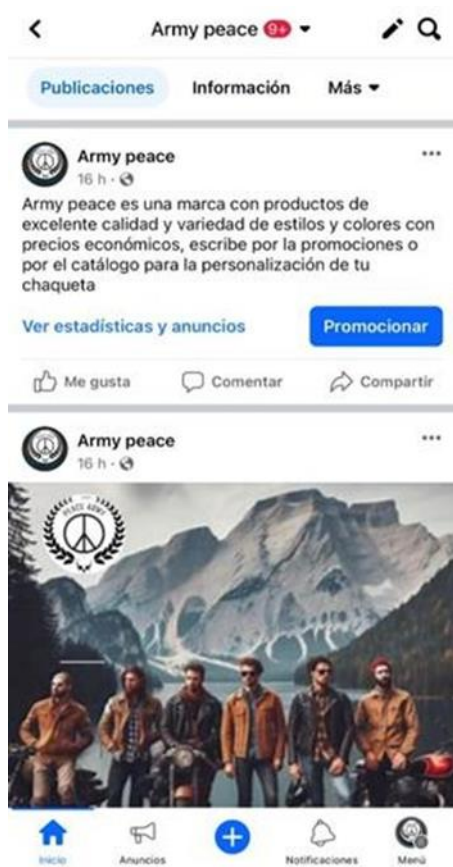 Army peace 9+
Publicaciones Información Más
Army peace
16 h ·
Army peace es una marca con productos de
excelente calidad y variedad de estilos y colores con
precios económicos, escribe por la promociones o
por el catálogo para la personalización de tu
chaqueta
Ver estadísticas y anuncios Promocionar
Me gusta Comentar Compartir
Army peace
16 h ·
PEACE ARMY
Inicio Anuncios Notificaciones Menú